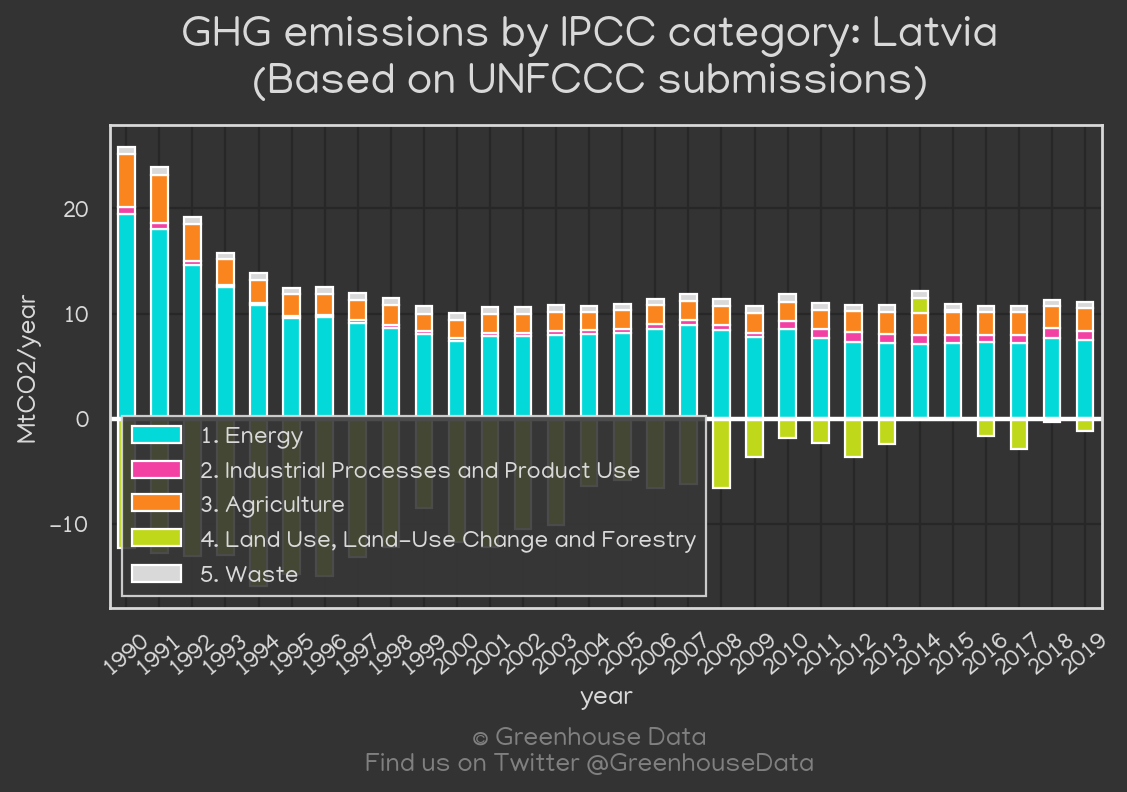 GHG emissions by IPCC category: Latvia
(Based on UNFCCC submissions)
MtCO2/year
20
10
0
−10
1. Energy
2. Industrial Processes and Product Use
3. Agriculture
4. Land Use, Land-Use Change and Forestry
5. Waste
1990 1991 1992 1993 1994 1995 1996 1997 1998 1999 2000 2001 2002 2003 2004 2005 2006 2007 2008 2009 2010 2011 2012 2013 2014 2015 2016 2017 2018 2019
year
© Greenhouse Data
Find us on Twitter @GreenhouseData